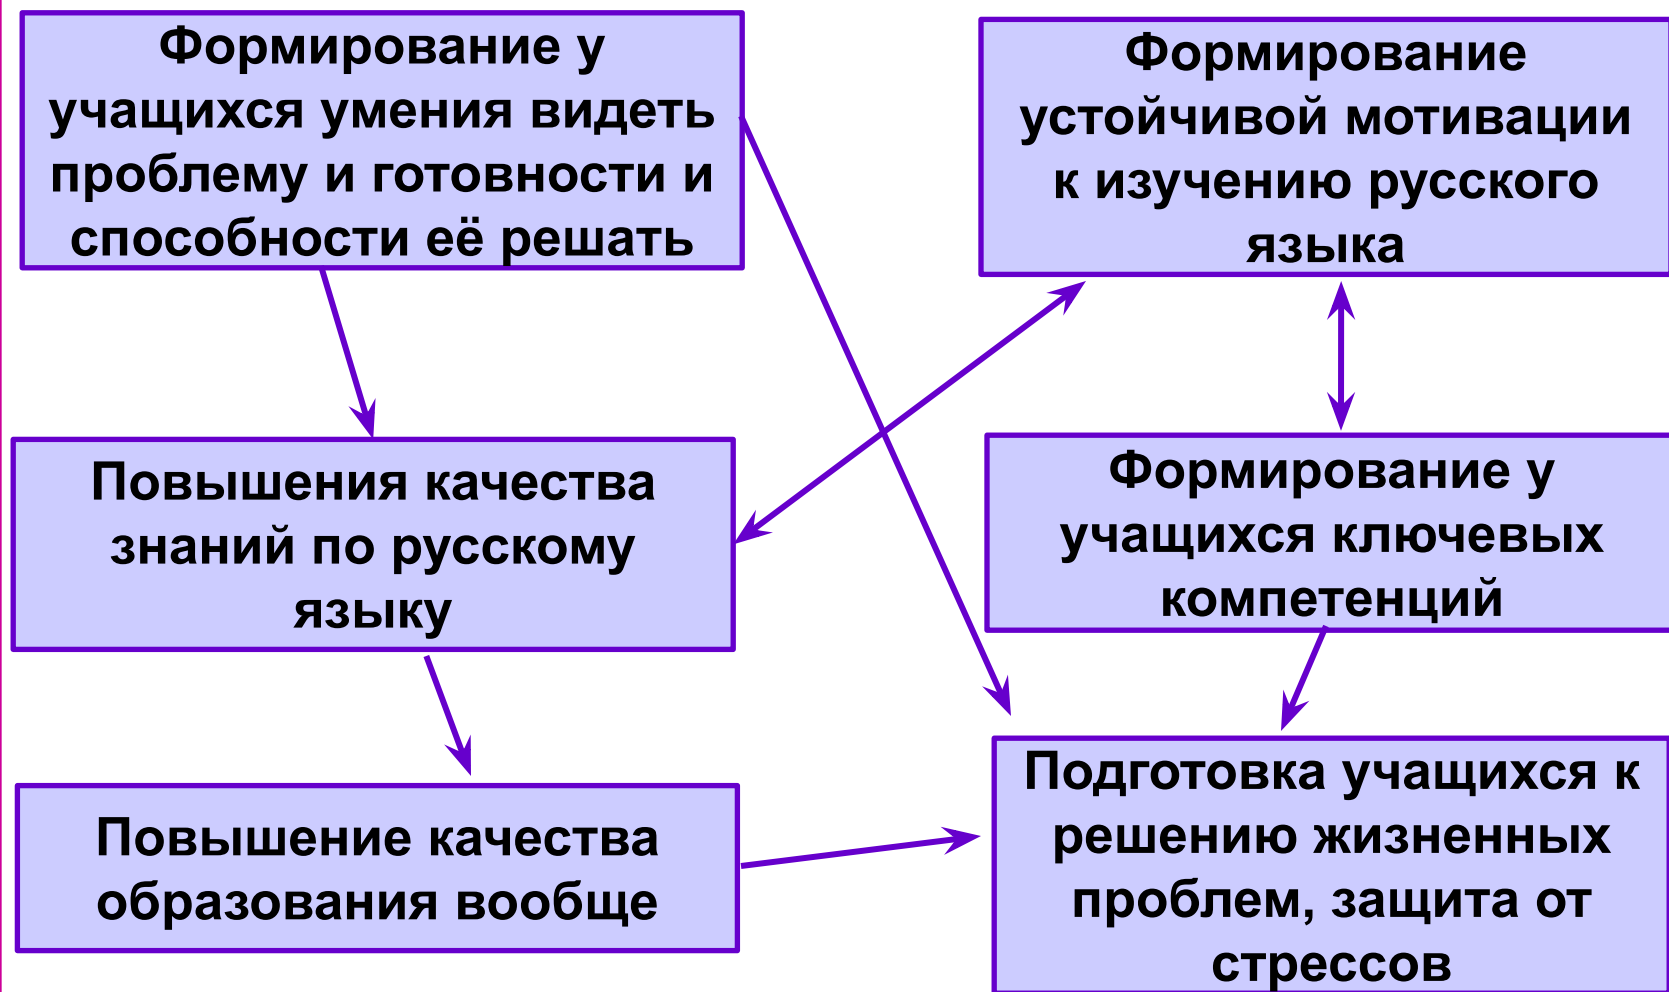 Формирование у
учащихся умения видеть
проблему и готовности и
способности её решать
Формирование
устойчивой мотивации
к изучению русского
языка
Повышения качества
знаний по русскому
языку
Формирование у
учащихся ключевых
компетенций
Повышение качества
образования вообще
Подготовка учащихся к
решению жизненных
проблем, защита от
стрессов